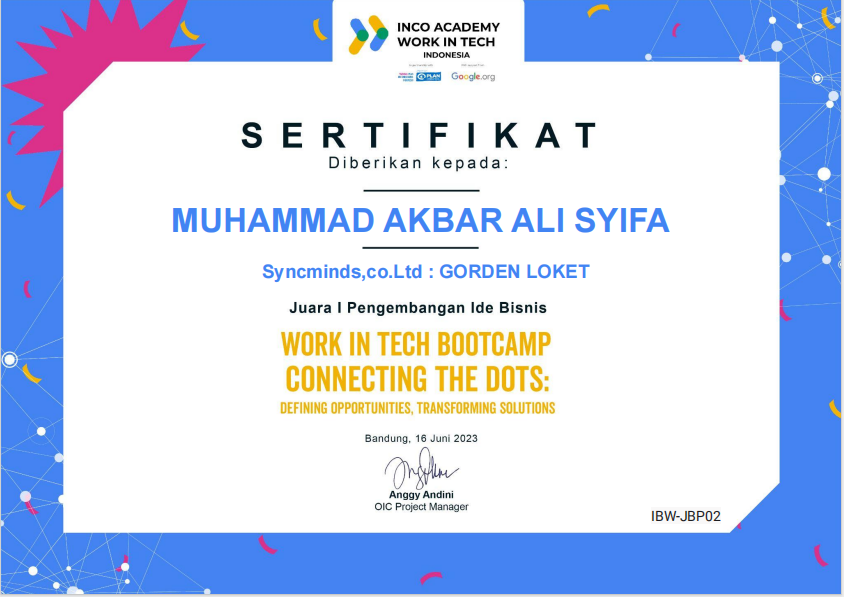 INCO ACADEMY
WORK IN TECH
INDONESIA
PLAN
Google.org
SERTIFIKAT
Diberikan kepada:
MUHAMMAD AKBAR ALI SYIFA
Syncminds,co.Ltd : GORDEN LOKET
Juara I Pengembangan Ide Bisnis
WORK IN TECH BOOTCAMP
CONNECTING THE DOTS:
DEFINING OPPORTUNITIES, TRANSFORMING SOLUTIONS
Bandung, 16 Juni 2023
Anggy Andini
OIC Project Manager
IBW-JBP02